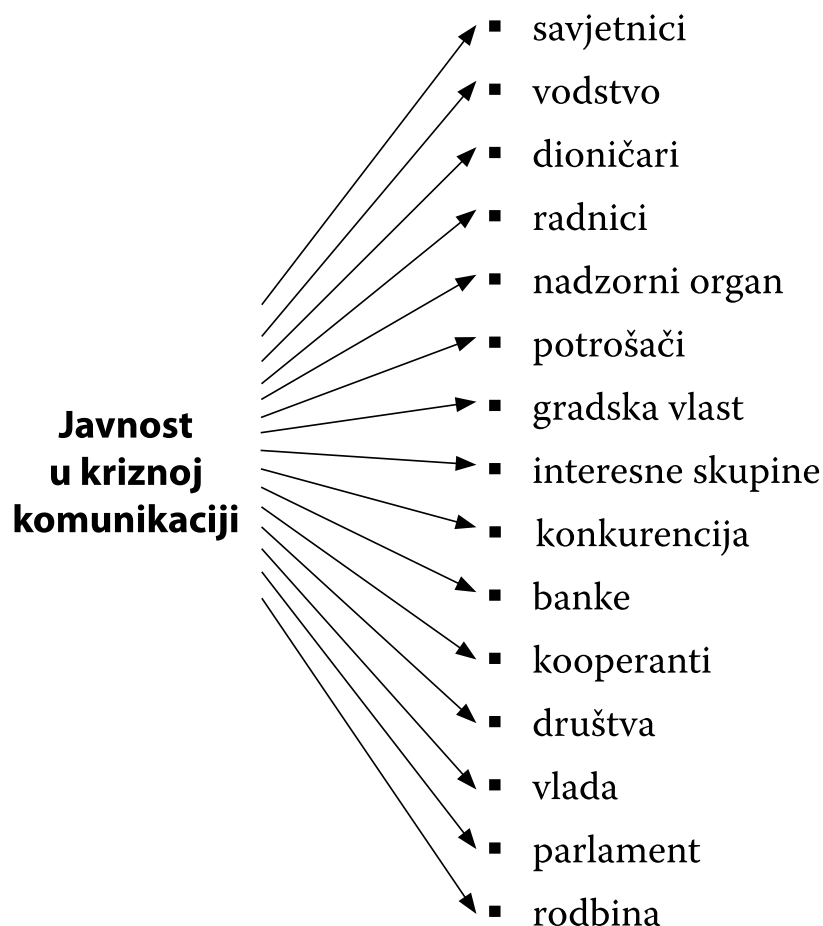 Javnost
u kriznoj
komunikaciji
▪ savjetnici
▪ vodstvo
▪ dioničari
▪ radnici
▪ nadzorni organ
▪ potrošači
▪ gradska vlast
▪ interesne skupine
▪ konkurencija
▪ banke
▪ kooperanti
▪ društva
▪ vlada
▪ parlament
▪ rodbina